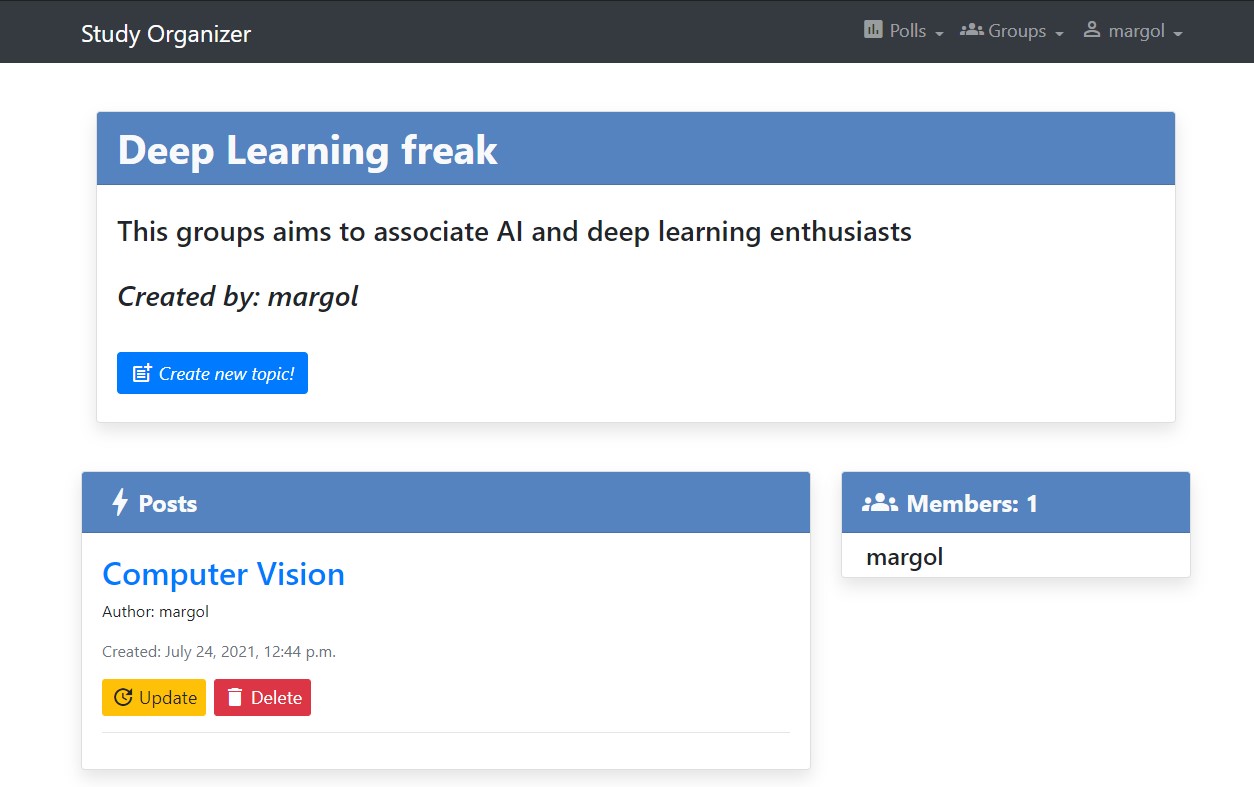 Study Organizer
Polls
Groups
margol
Deep Learning freak
This groups aims to associate AI and deep learning enthusiasts
Created by: margol
Create new topic!
Posts
Computer Vision
Author: margol
Created: July 24, 2021, 12:44 p.m.
Update
Delete
Members: 1
margol